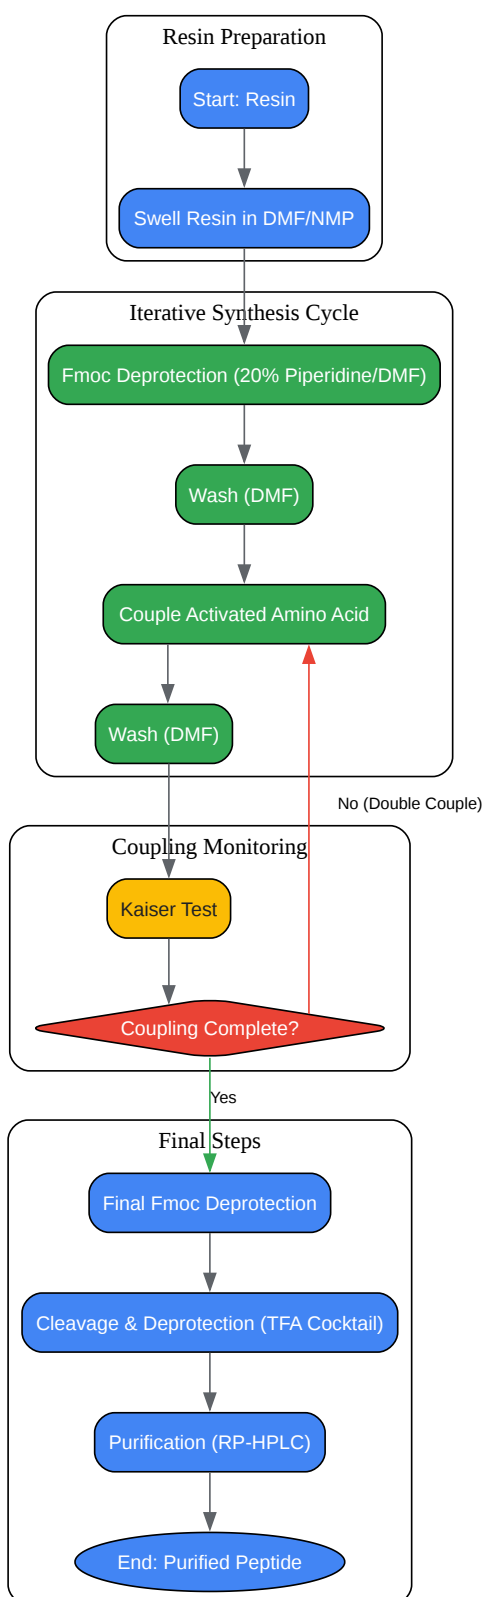 Resin Preparation
Start: Resin
Swell Resin in DMF/NMP
Iterative Synthesis Cycle
Fmoc Deprotection (20% Piperidine/DMF)
Wash (DMF)
Couple Activated Amino Acid
Wash (DMF)
No (Double Couple)
Coupling Monitoring
Kaiser Test
Coupling Complete?
Yes
Final Steps
Final Fmoc Deprotection
Cleavage & Deprotection (TFA Cocktail)
Purification (RP-HPLC)
End: Purified Peptide